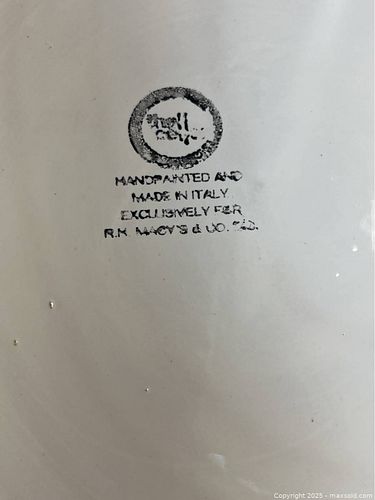 HANDPAINTED AND
MADE IN ITALY
EXCLUSIVELY FOR
R.H. MACY'S & CO.
Copyright 2025 - maxsold.com